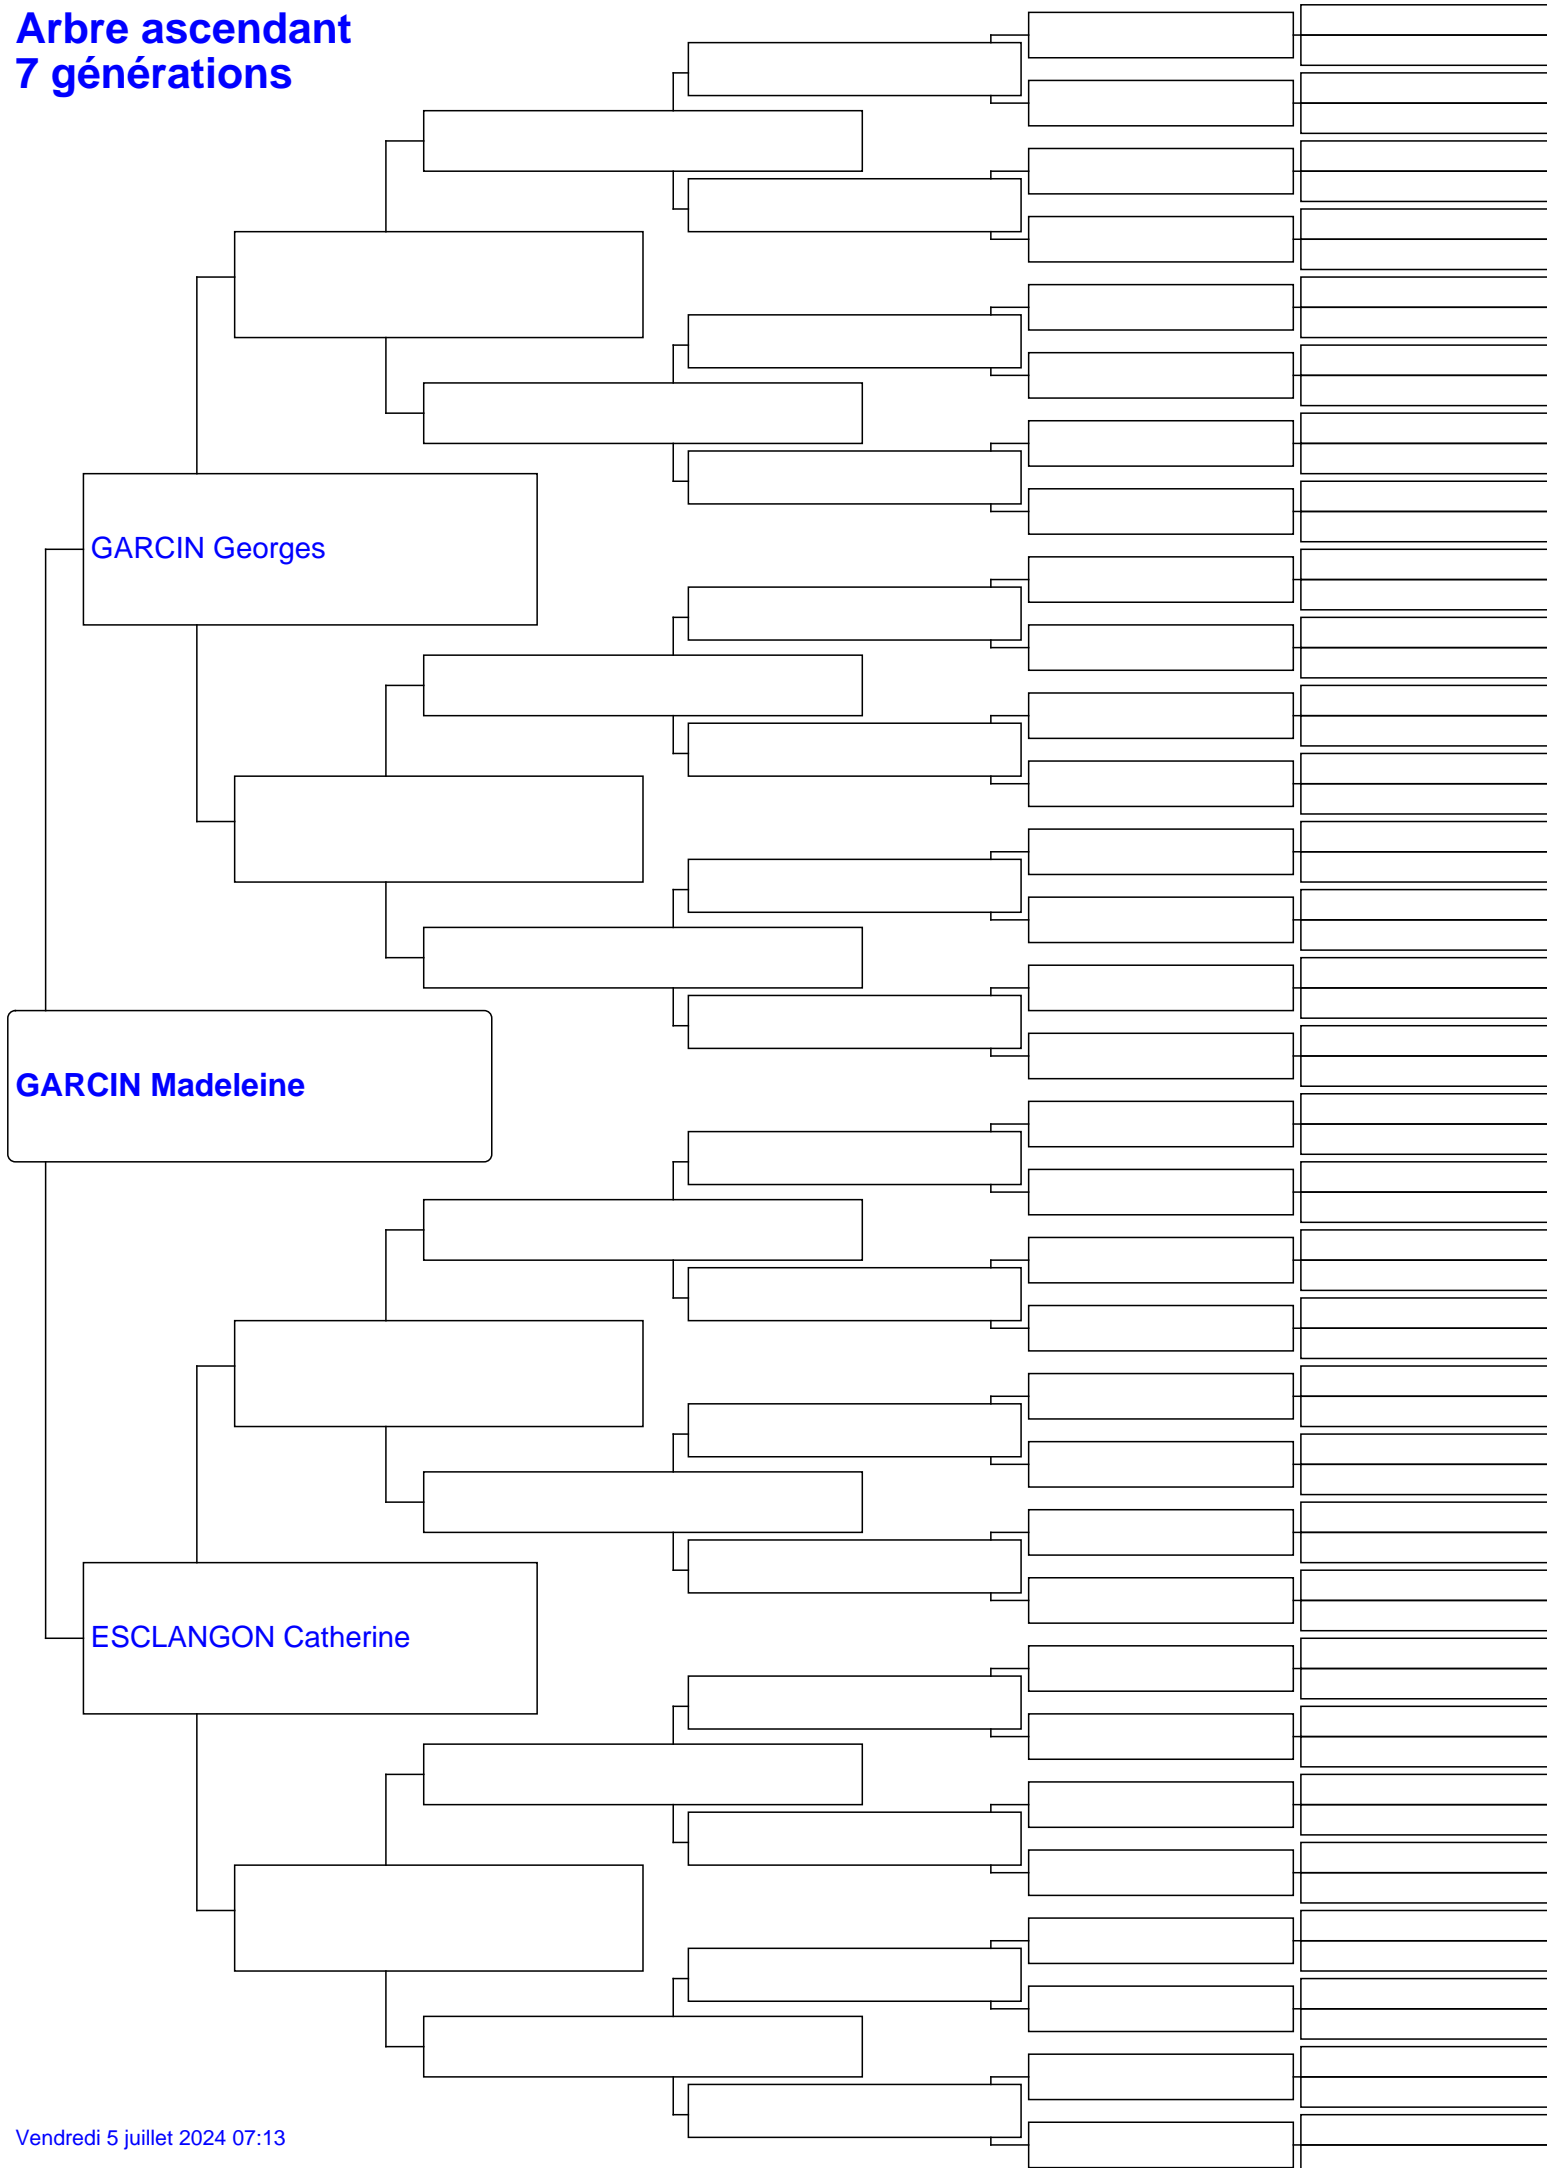 Arbre ascendant
7 générations
GARCIN Georges
GARCIN Madeleine
ESCLANGON Catherine
Vendredi 5 juillet 2024 07:13